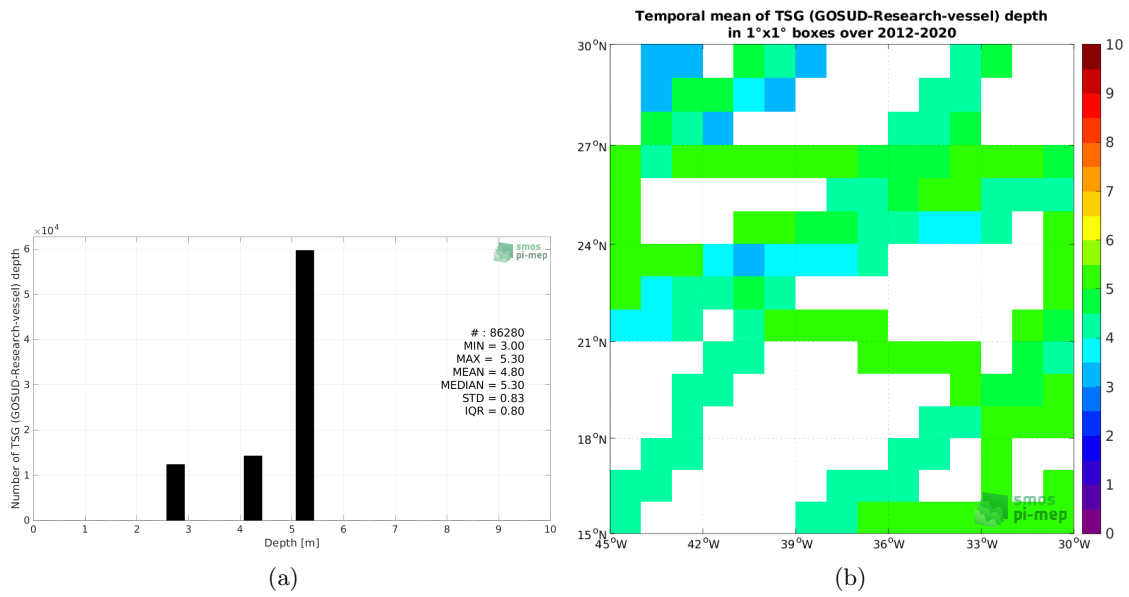 ×10⁴
Number of TSG (GOSUD-Research-vessel) depth
6
5
4
3
2
1
0
0 1 2 3 4 5 6 7 8 9 10
Depth [m]
smos
pi-mep
# : 86280
MIN = 3.00
MAX = 5.30
MEAN = 4.80
MEDIAN = 5.30
STD = 0.83
IQR = 0.80
(a)
Temporal mean of TSG (GOSUD-Research-vessel) depth
in 1°x1° boxes over 2012-2020
30°N
27°N
24°N
21°N
18°N
15°N
45°W 42°W 39°W 36°W 33°W 30°W
smos
pi-mep
10
9
8
7
6
5
4
3
2
1
0
(b)